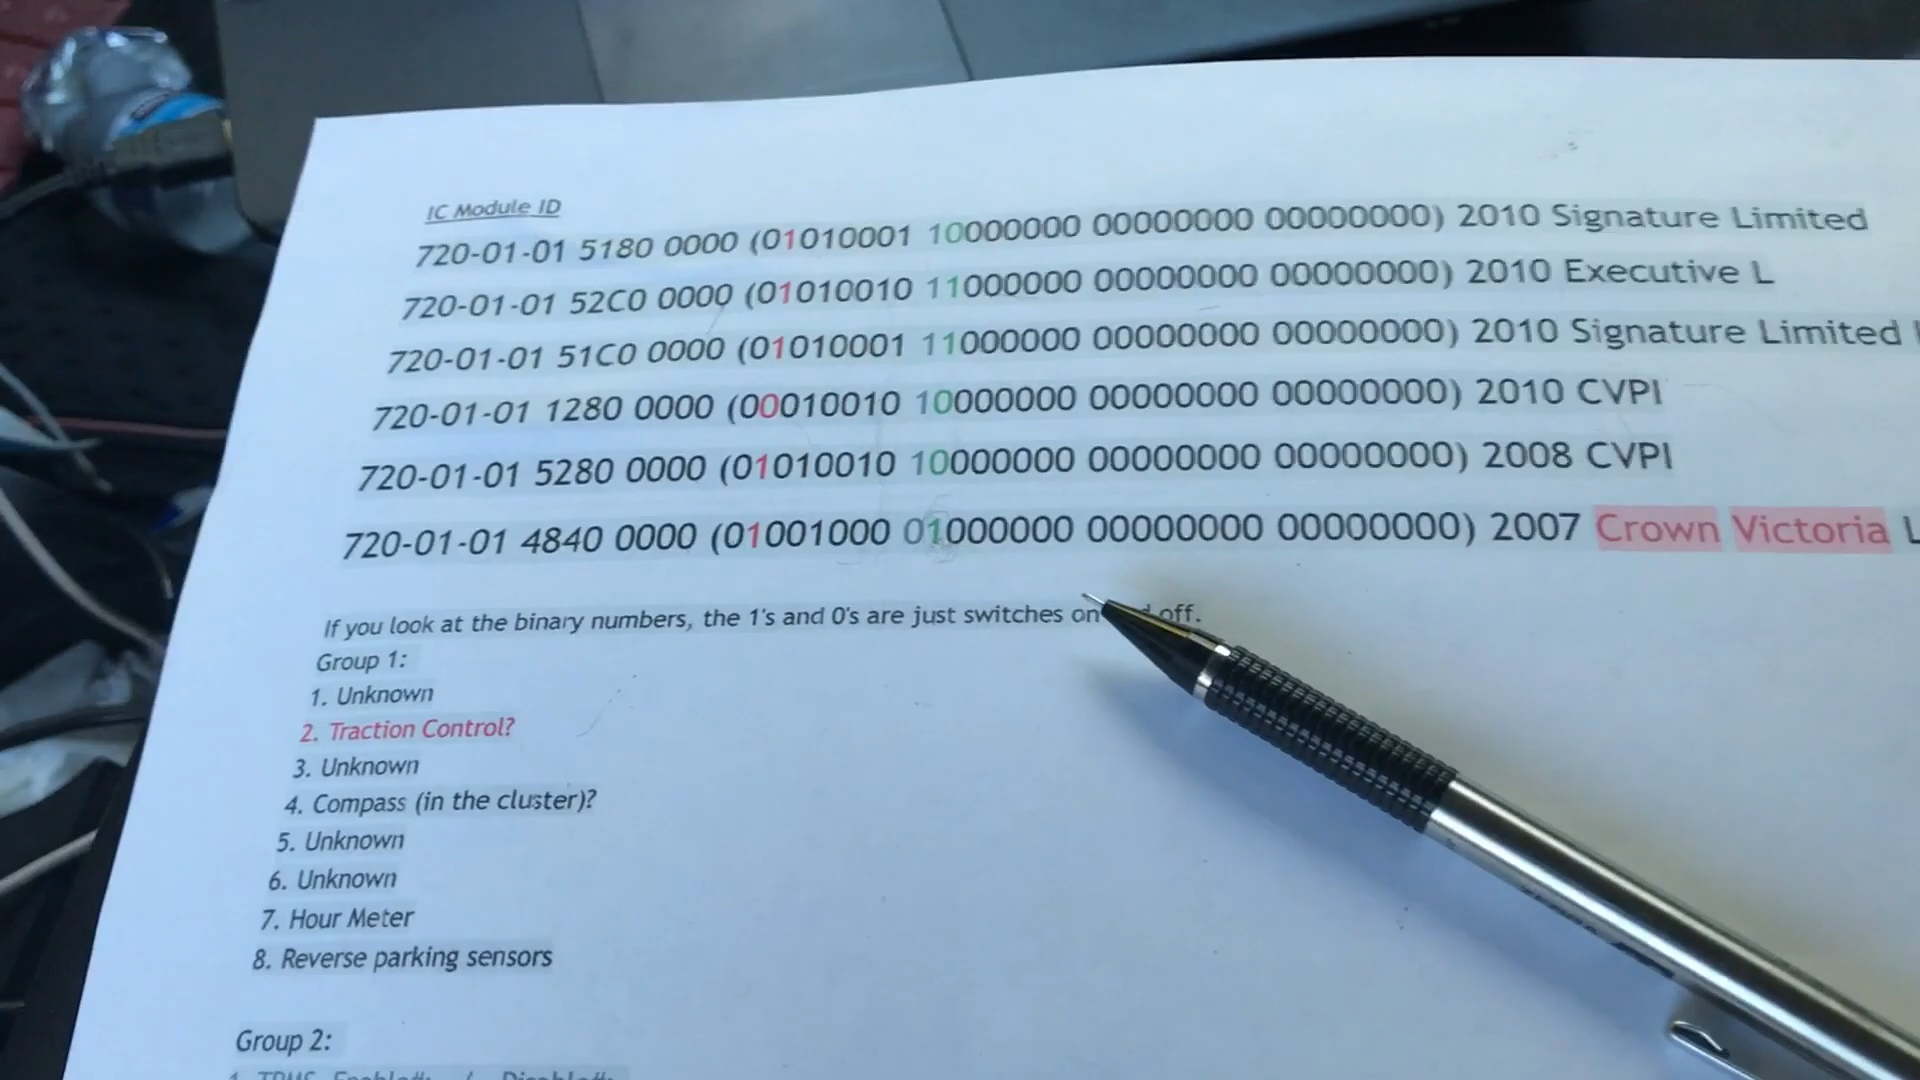 IC Module ID
720-01-01 5180 0000 (01010001 10000000 00000000 00000000) 2010 Signature Limited
720-01-01 52C0 0000 (01010010 11000000 00000000 00000000) 2010 Executive L
720-01-01 51C0 0000 (01010001 11000000 00000000 00000000) 2010 Signature Limited
720-01-01 1280 0000 (00010010 10000000 00000000 00000000) 2010 CVPI
720-01-01 5280 0000 (01010010 10000000 00000000 00000000) 2008 CVPI
720-01-01 4840 0000 (01001000 01000000 00000000 00000000) 2007 Crown Victoria L
If you look at the binary numbers, the 1's and 0's are just switches on off.
Group 1:
1. Unknown
2. Traction Control?
3. Unknown
4. Compass (in the cluster)?
5. Unknown
6. Unknown
7. Hour Meter
8. Reverse parking sensors
Group 2: